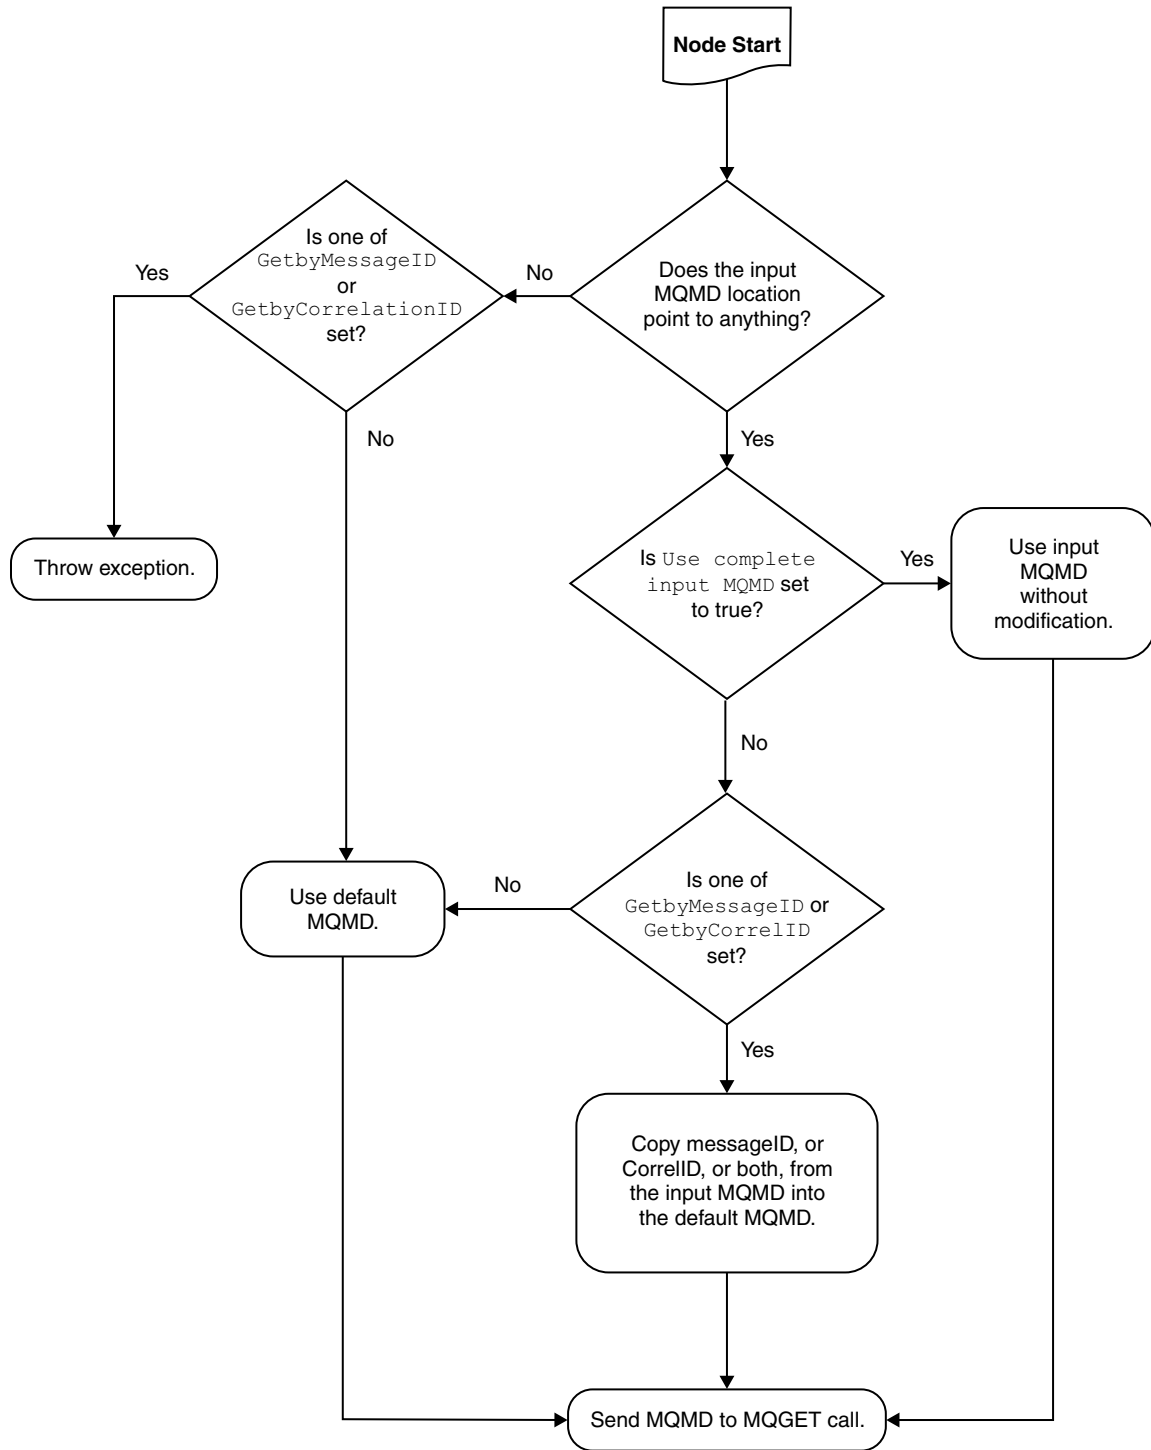 Node Start
Is one of
GetbyMessageID
or
GetbyCorrelationID
set?
Yes
No
Does the input
MQMD location
point to anything?
No
Yes
Throw exception.
Is Use complete
input MQMD set
to true?
Yes
Use input
MQMD
without
modification.
No
Use default
MQMD.
No
Is one of
GetbyMessageID or
GetbyCorrelID
set?
Yes
Copy messageID, or
CorrelID, or both, from
the input MQMD into
the default MQMD.
Send MQMD to MQGET call.